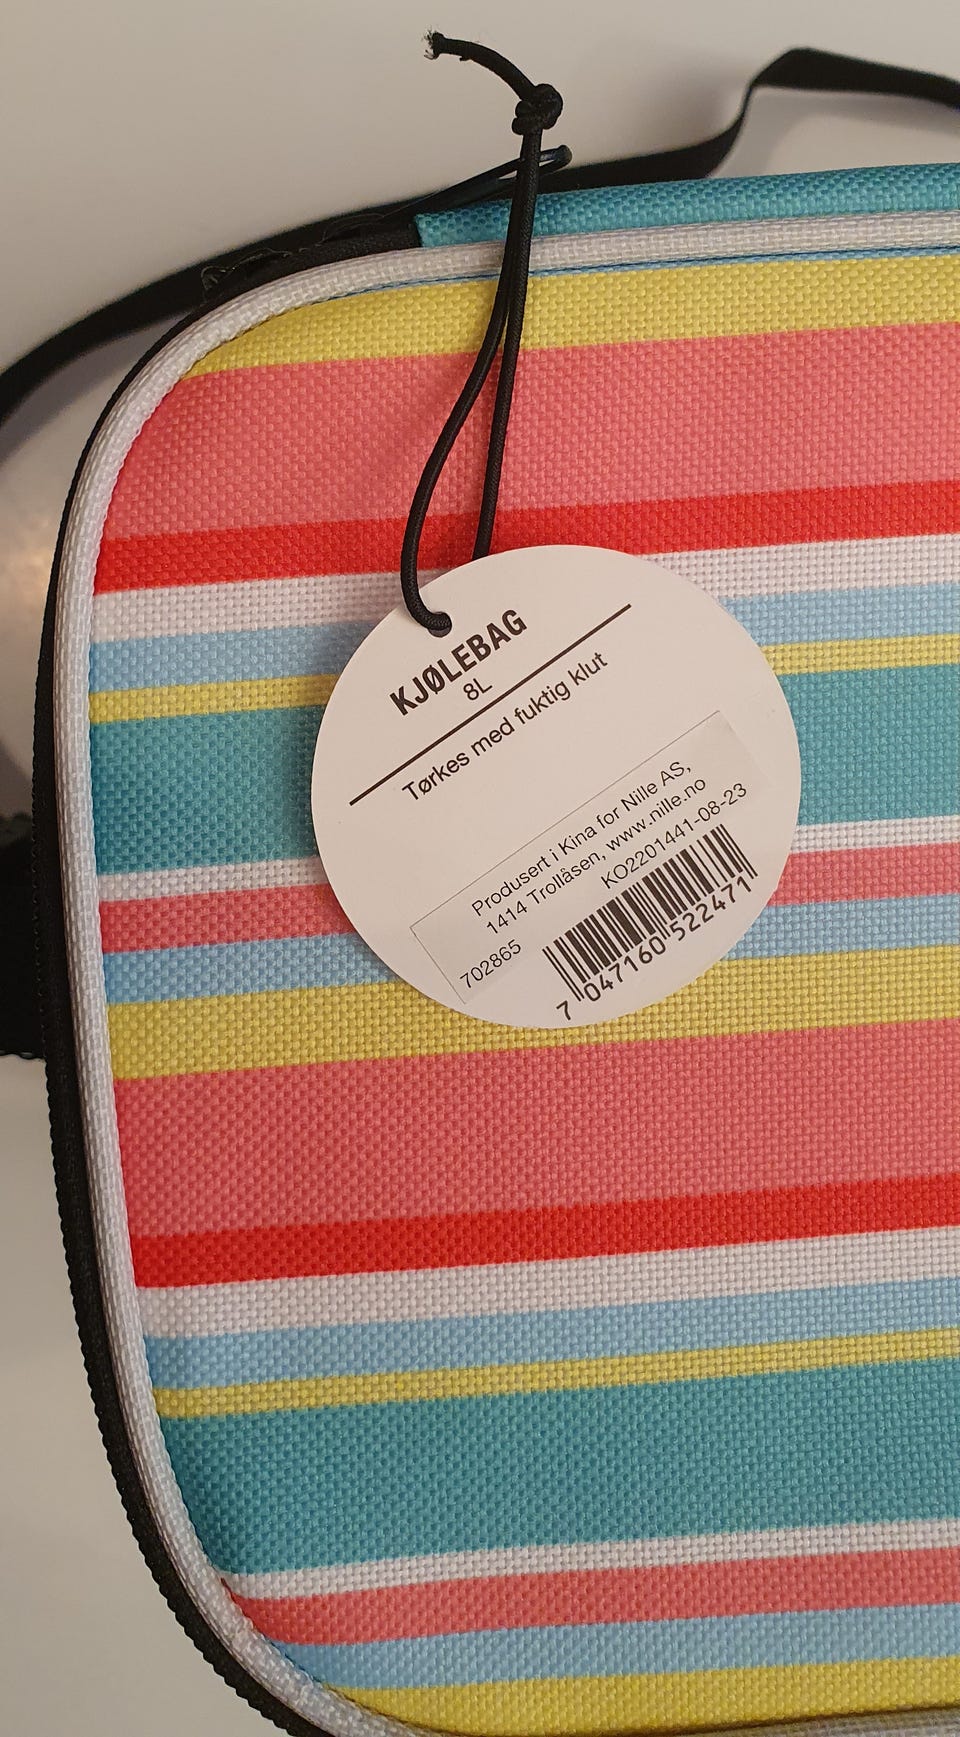 KJØLEBAG
8L
Tørkes med fuktig klut
Produsert i Kina for Nille AS,
1414 Trollåsen, www.nille.no
KO2201441-08-23
702865
7 047160 522471